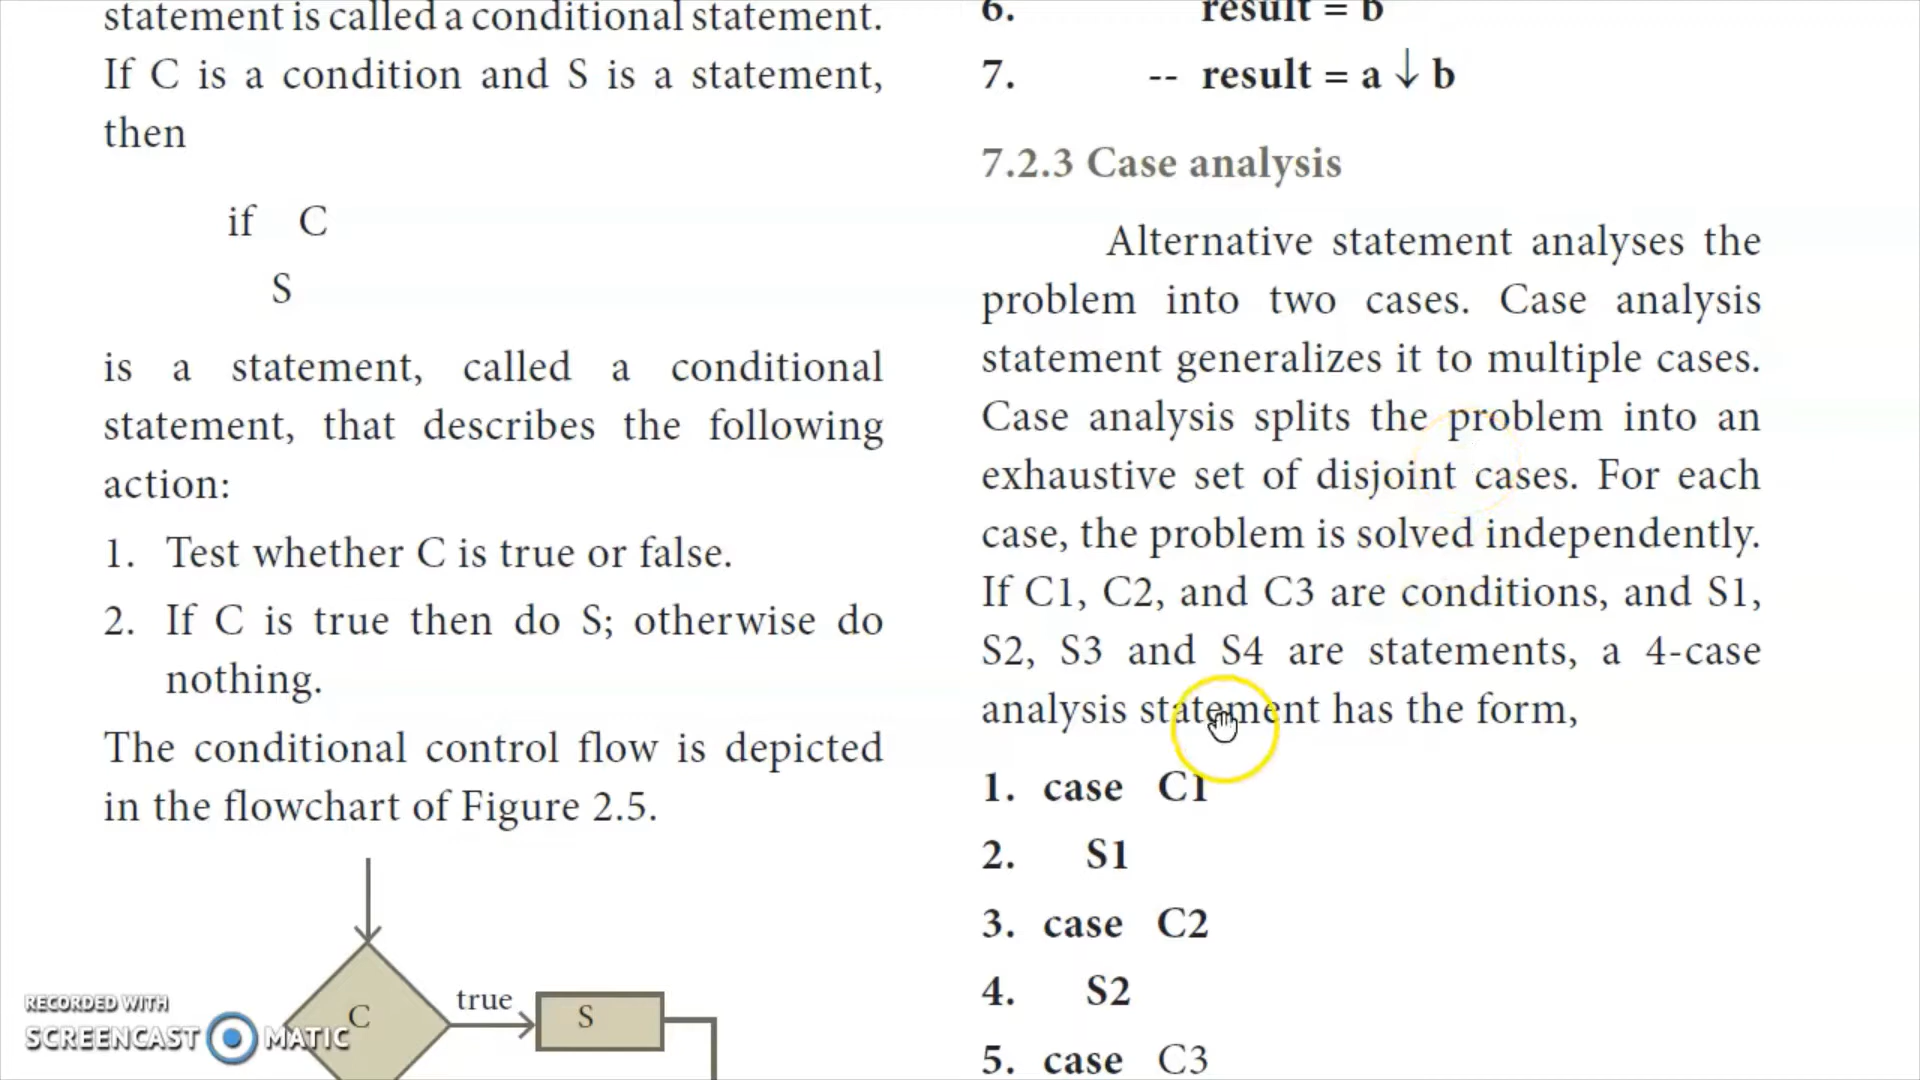 statement is called a conditional statement.
If C is a condition and S is a statement,
then
if C
S
is a statement, called a conditional
statement, that describes the following
action:
1. Test whether C is true or false.
2. If C is true then do S; otherwise do
nothing.
The conditional control flow is depicted
in the flowchart of Figure 2.5.
C
true
S
6. result = b
7. -- result = a ↓ b
7.2.3 Case analysis
Alternative statement analyses the
problem into two cases. Case analysis
statement generalizes it to multiple cases.
Case analysis splits the problem into an
exhaustive set of disjoint cases. For each
case, the problem is solved independently.
If C1, C2, and C3 are conditions, and S1,
S2, S3 and S4 are statements, a 4-case
analysis statement has the form,
1. case C1
2. S1
3. case C2
4. S2
5. case C3
RECORDED WITH
SCREENCAST MATIC